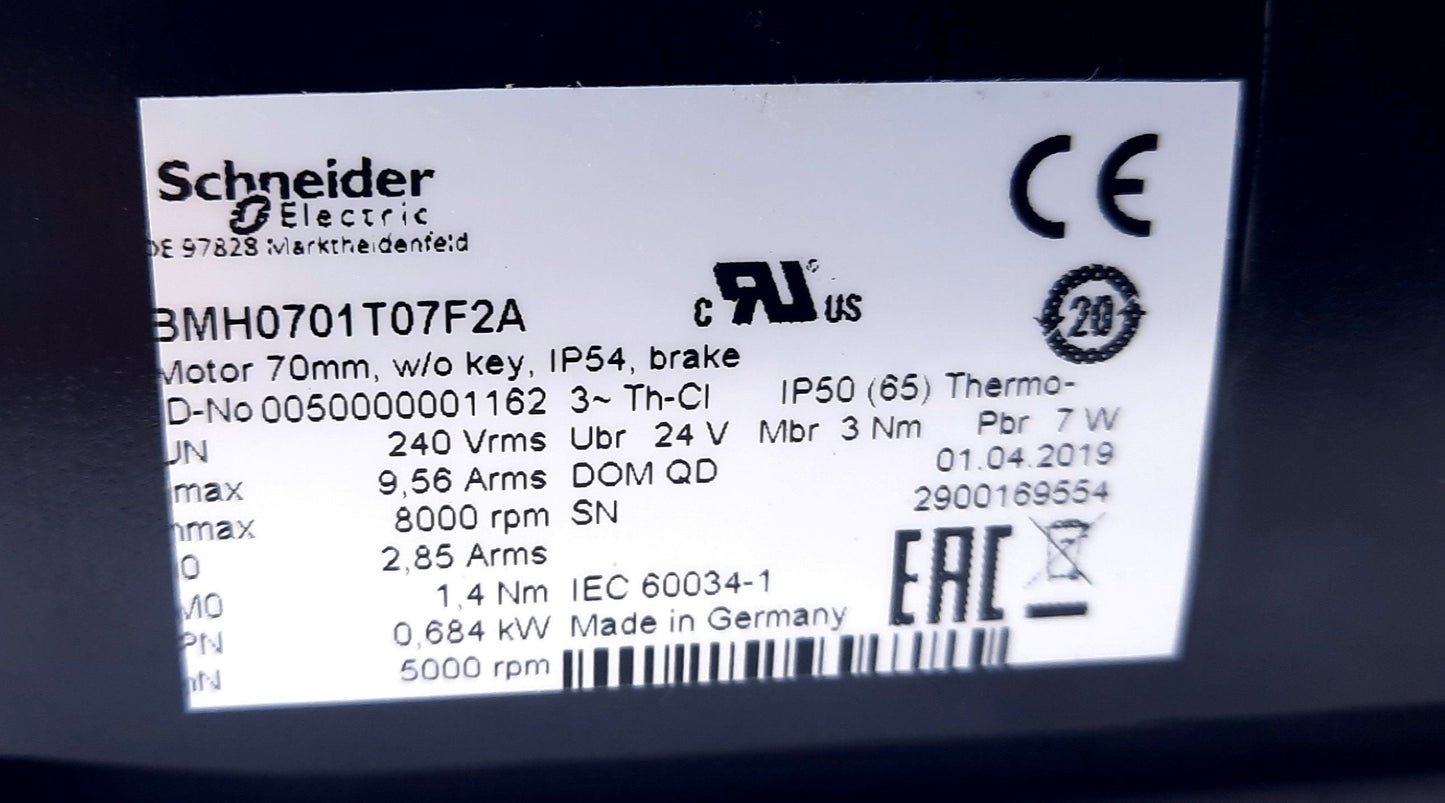 Schneider
Electric
DE 97828 Marktheidenfeld
CE
BMH0701T07F2A
c RU US
20
Motor 70mm, w/o key, IP54, brake
D-No 0050000001162 3~ Th-Cl IP50 (65) Thermo-
UN 240 Vrms Ubr 24 V Mbr 3 Nm Pbr 7 W
max 9,56 Arms DOM QD 01.04.2019
nmax 8000 rpm SN 2900169554
0 2,85 Arms
M0 1,4 Nm IEC 60034-1
PN 0,684 kW Made in Germany
nN 5000 rpm
EAC